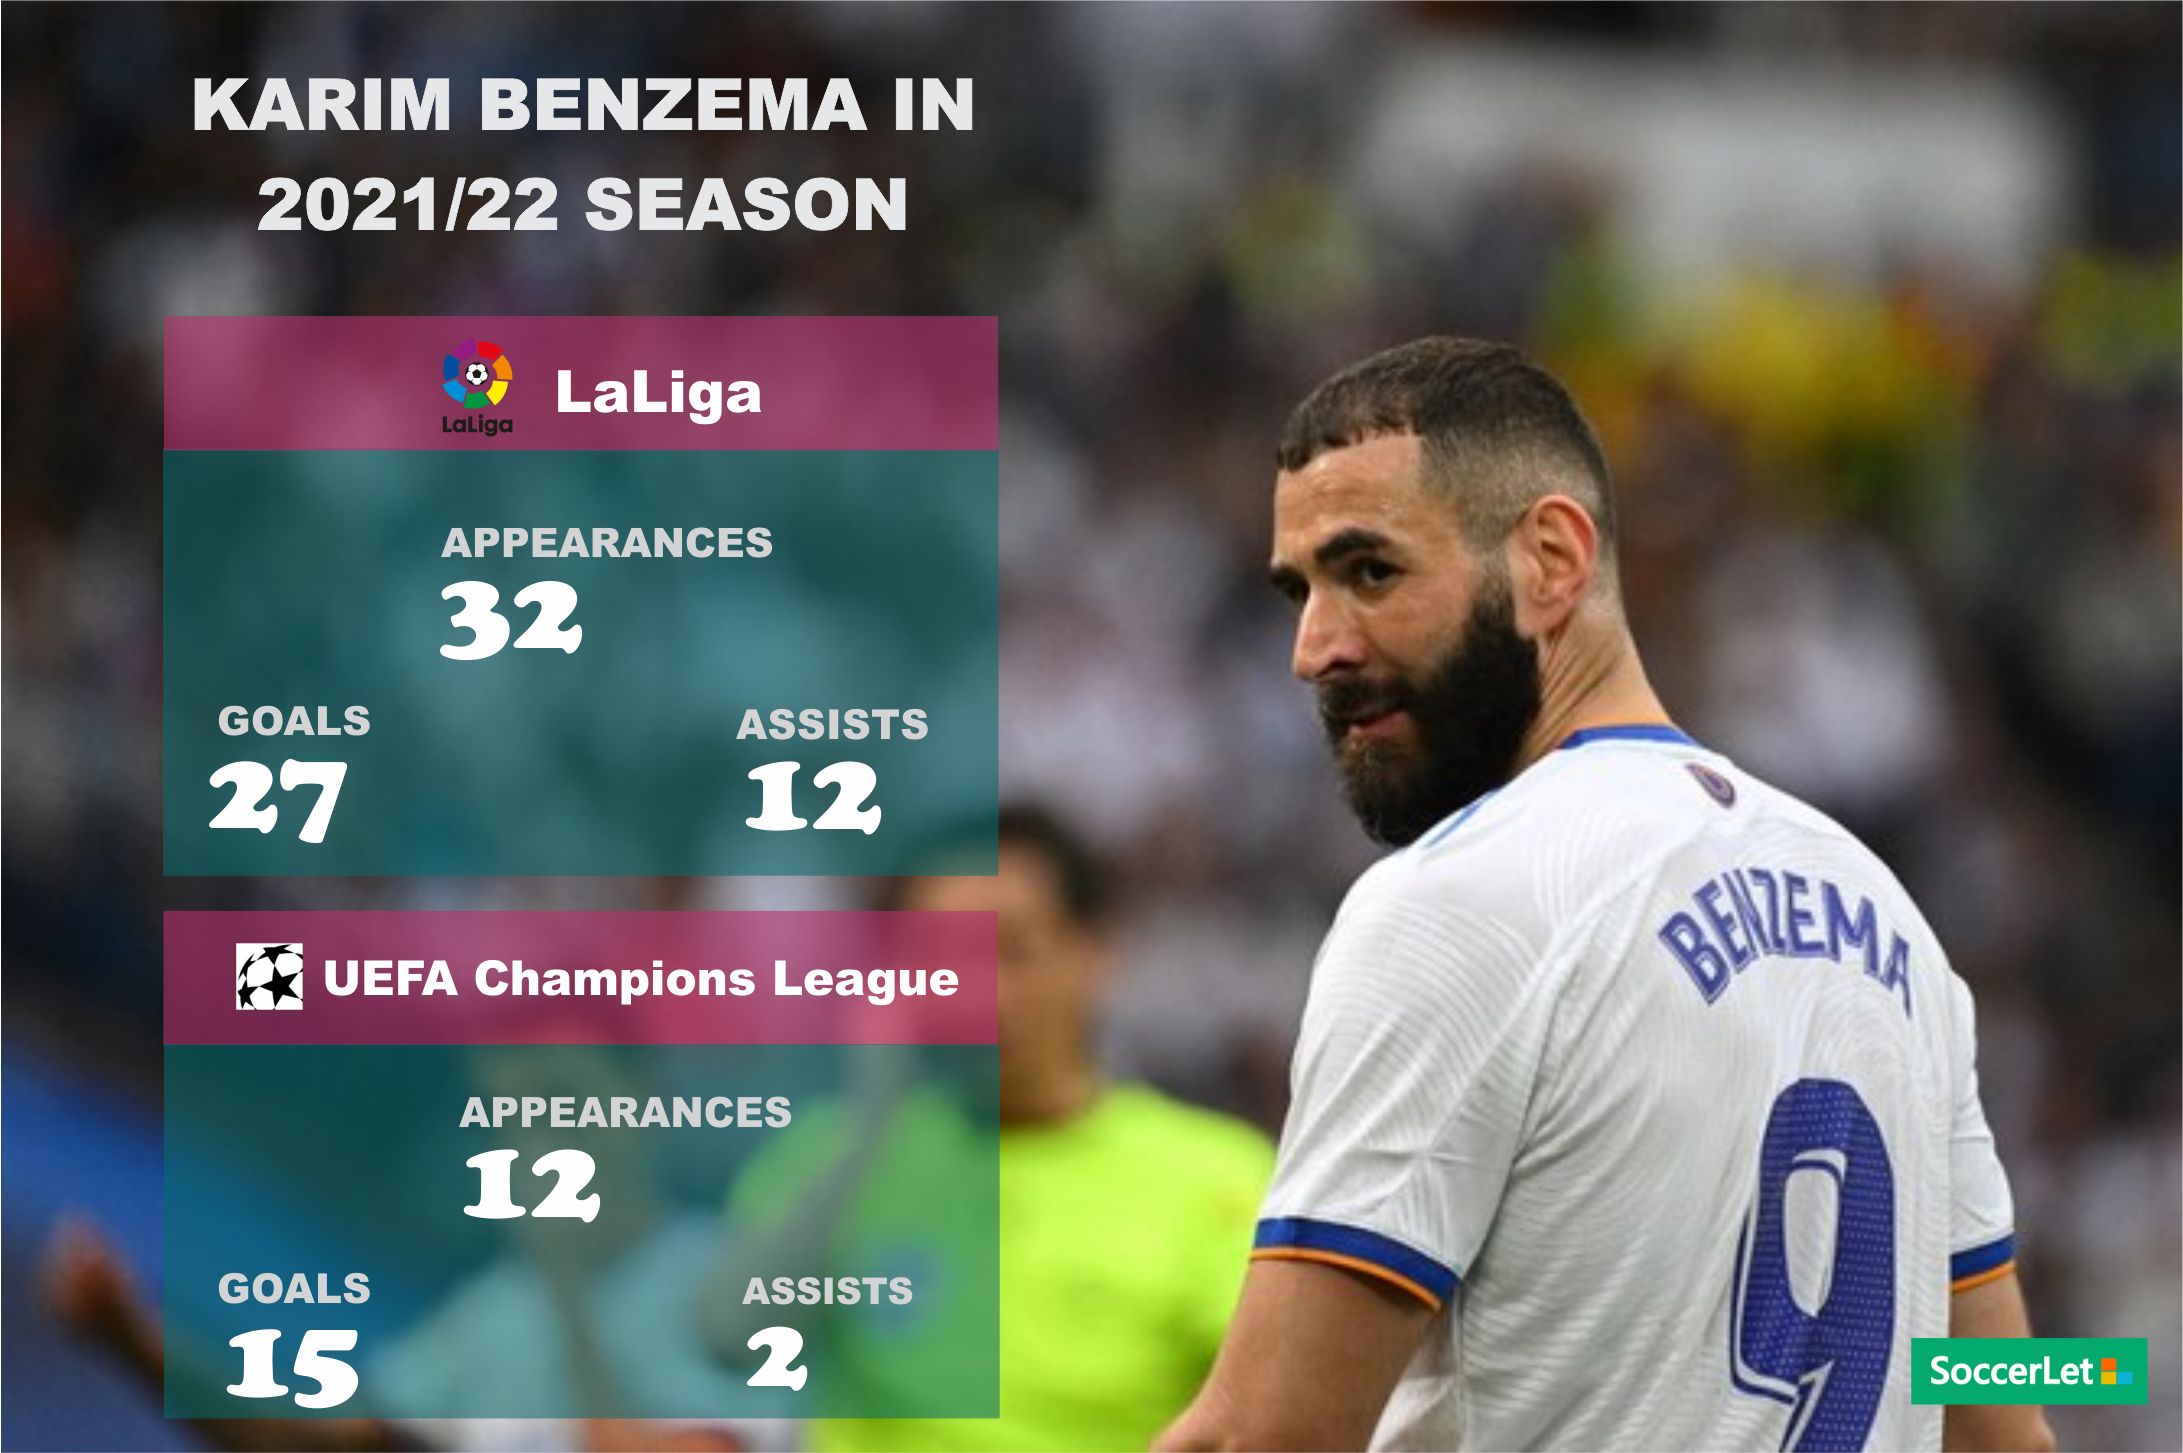 KARIM BENZEMA IN
2021/22 SEASON
LaLiga
LaLiga
APPEARANCES
32
GOALS
27
ASSISTS
12
UEFA Champions League
APPEARANCES
12
GOALS
15
ASSISTS
2
BENZEMA
9
SoccerLet